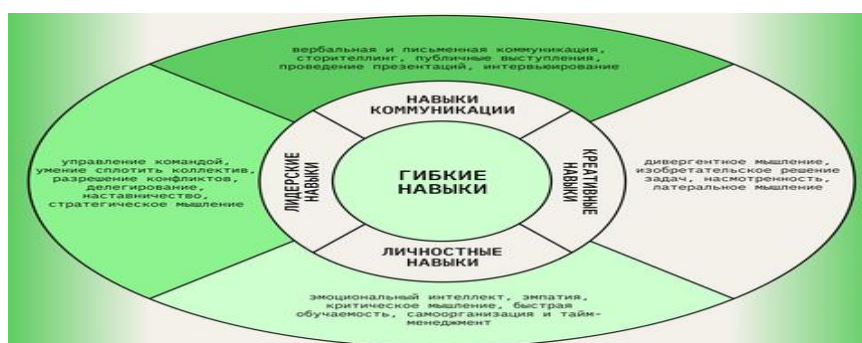 вербальная и письменная коммуникация,
сторителлинг, публичные выступления,
проведение презентаций, интервьюирование
НАВЫКИ
КОММУНИКАЦИИ
управление командой,
умение сплотить коллектив,
разрешение конфликтов,
делегирование,
наставничество,
стратегическое мышление
ЛИДЕРСКИЕ
НАВЫКИ
ГИБКИЕ
НАВЫКИ
КРЕАТИВНЫЕ
НАВЫКИ
дивергентное мышление,
изобретательское решение
задач, насмотренность,
латеральное мышление
ЛИЧНОСТНЫЕ
НАВЫКИ
эмоциональный интеллект, эмпатия,
критическое мышление, быстрая
обучаемость, самоорганизация и тайм-
менеджмент